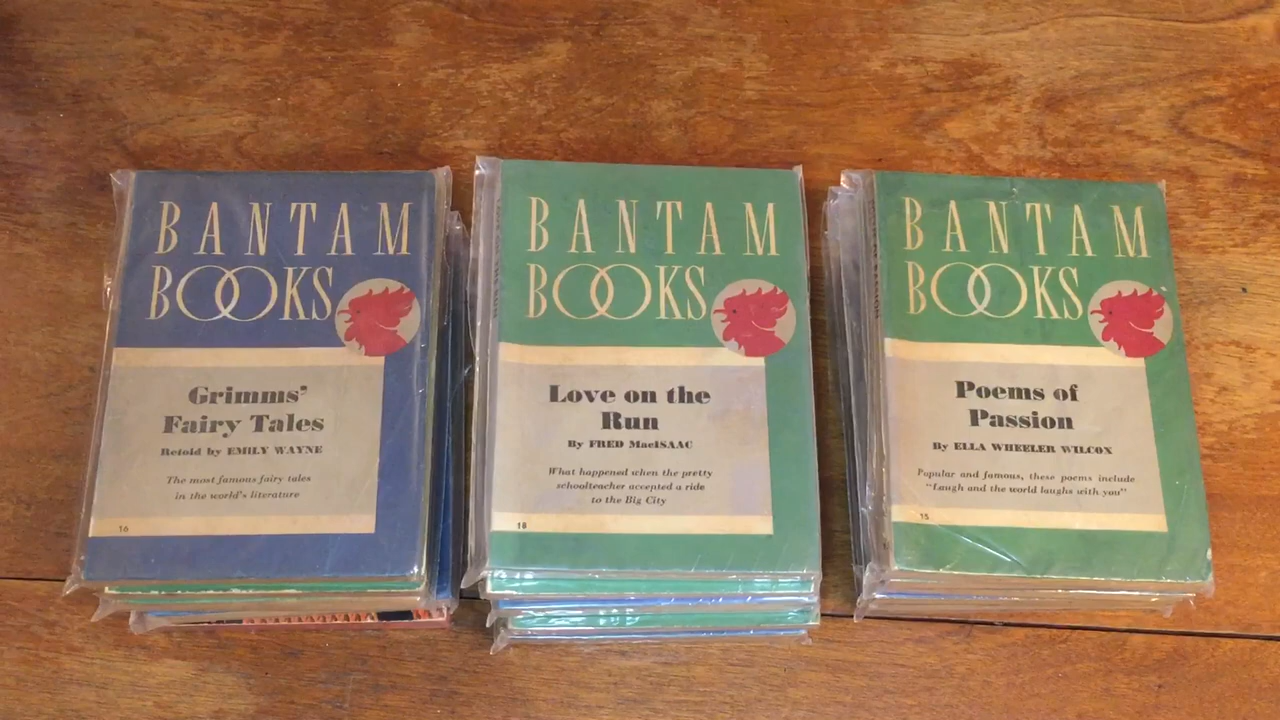 BANTAM
BOOKS
Grimms'
Fairy Tales
Retold by EMILY WAYNE
The most famous fairy tales
in the world's literature
16
BANTAM
BOOKS
Love on the
Run
By FRED MacISAAC
What happened when the pretty
schoolteacher accepted a ride
to the Big City
18
BANTAM
BOOKS
Poems of
Passion
By ELLA WHEELER WILCOX
Popular and famous, these poems include
"Laugh and the world laughs with you"
15